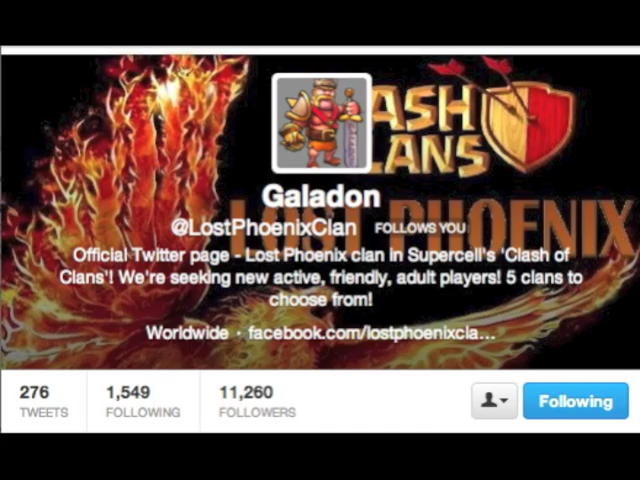 CLASH
CLANS
LOST PHOENIX
Galadon
@LostPhoenixClan FOLLOWS YOU
Official Twitter page - Lost Phoenix clan in Supercell's 'Clash of
Clans'! We're seeking new active, friendly, adult players! 5 clans to
choose from!
Worldwide · facebook.com/lostphoenixcla...
276 1,549 11,260
TWEETS FOLLOWING FOLLOWERS
Following